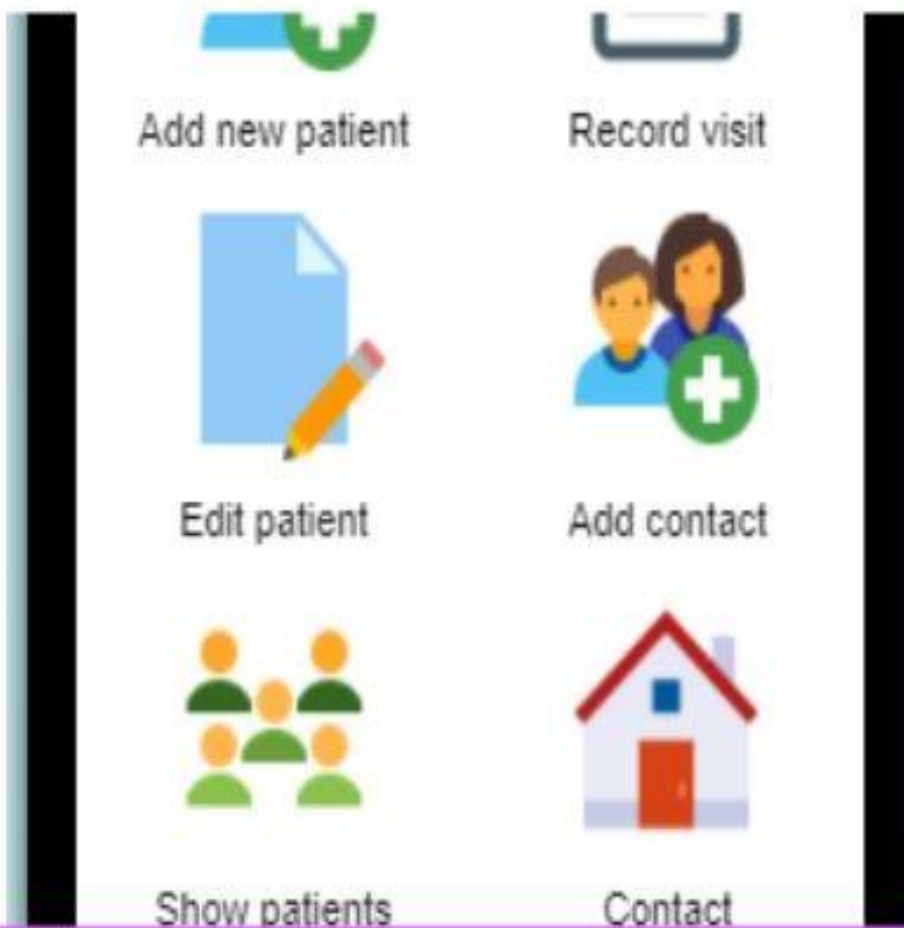 Add new patient Record visit
Edit patient Add contact
Show patients Contact